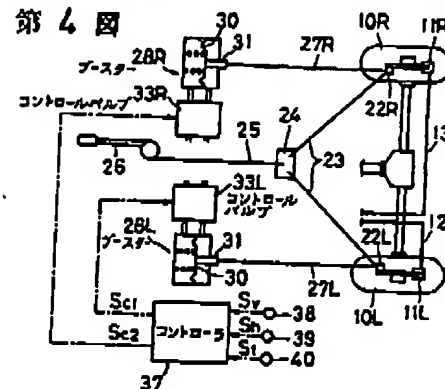 第4図
30
10R
11R
28R
31
27R
ブースター
コントロールバルブ
33R
22R
24
13
26
25
23
33L
コントロール
バルブ
28L
ブースター
31
12
22L
30
27L
10L
11L
Sc1
Sv
38
Sc2
コントローラ
Sh
39
St
40
37